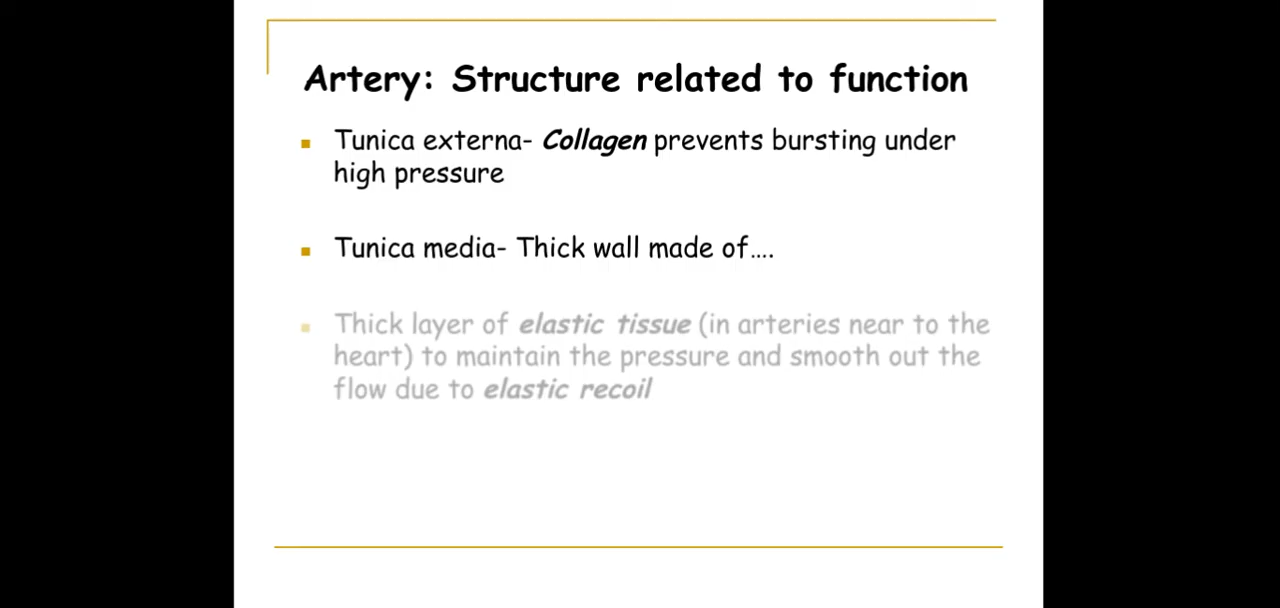 Artery: Structure related to function
Tunica externa- Collagen prevents bursting under
high pressure
Tunica media- Thick wall made of....
Thick layer of elastic tissue (in arteries near to the
heart) to maintain the pressure and smooth out the
flow due to elastic recoil